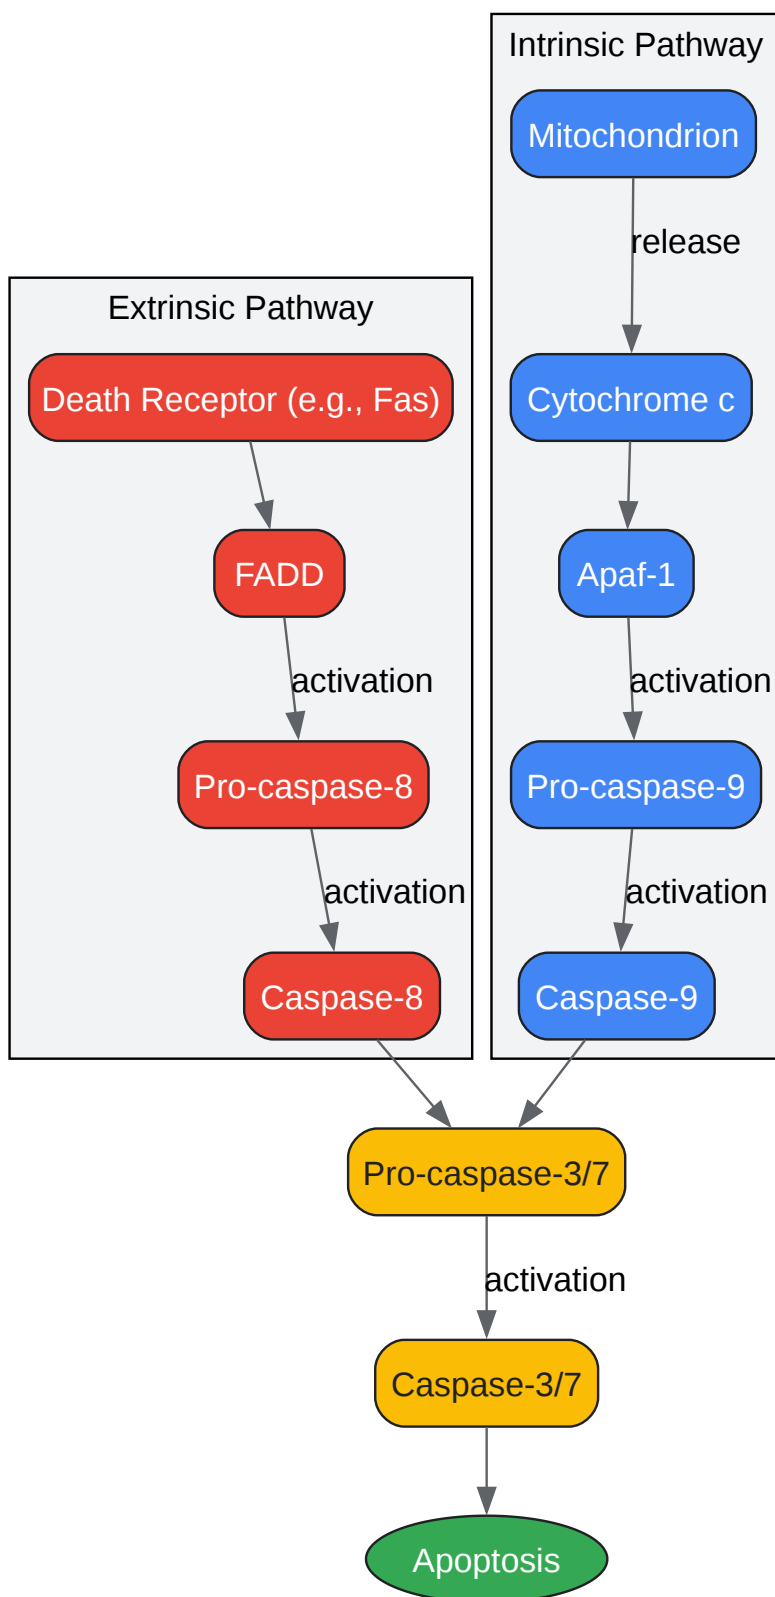 Intrinsic Pathway
Mitochondrion
release
Extrinsic Pathway
Death Receptor (e.g., Fas)
Cytochrome c
FADD
Apaf-1
activation
activation
Pro-caspase-8
Pro-caspase-9
activation
activation
Caspase-8
Caspase-9
Pro-caspase-3/7
activation
Caspase-3/7
Apoptosis